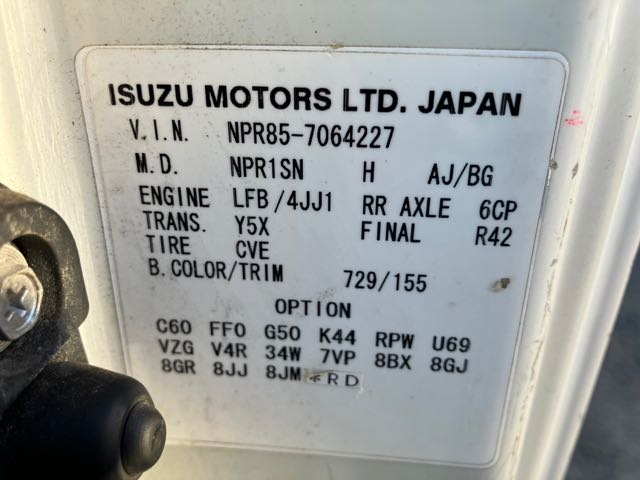 ISUZU MOTORS LTD. JAPAN
V.I.N. NPR85-7064227
M.D. NPR1SN H AJ/BG
ENGINE LFB/4JJ1 RR AXLE 6CP
TRANS. Y5X FINAL R42
TIRE CVE
B.COLOR/TRIM 729/155
OPTION
C60 FF0 G50 K44 RPW U69
VZG V4R 34W 7VP 8BX 8GJ
8GR 8JJ 8JM RD